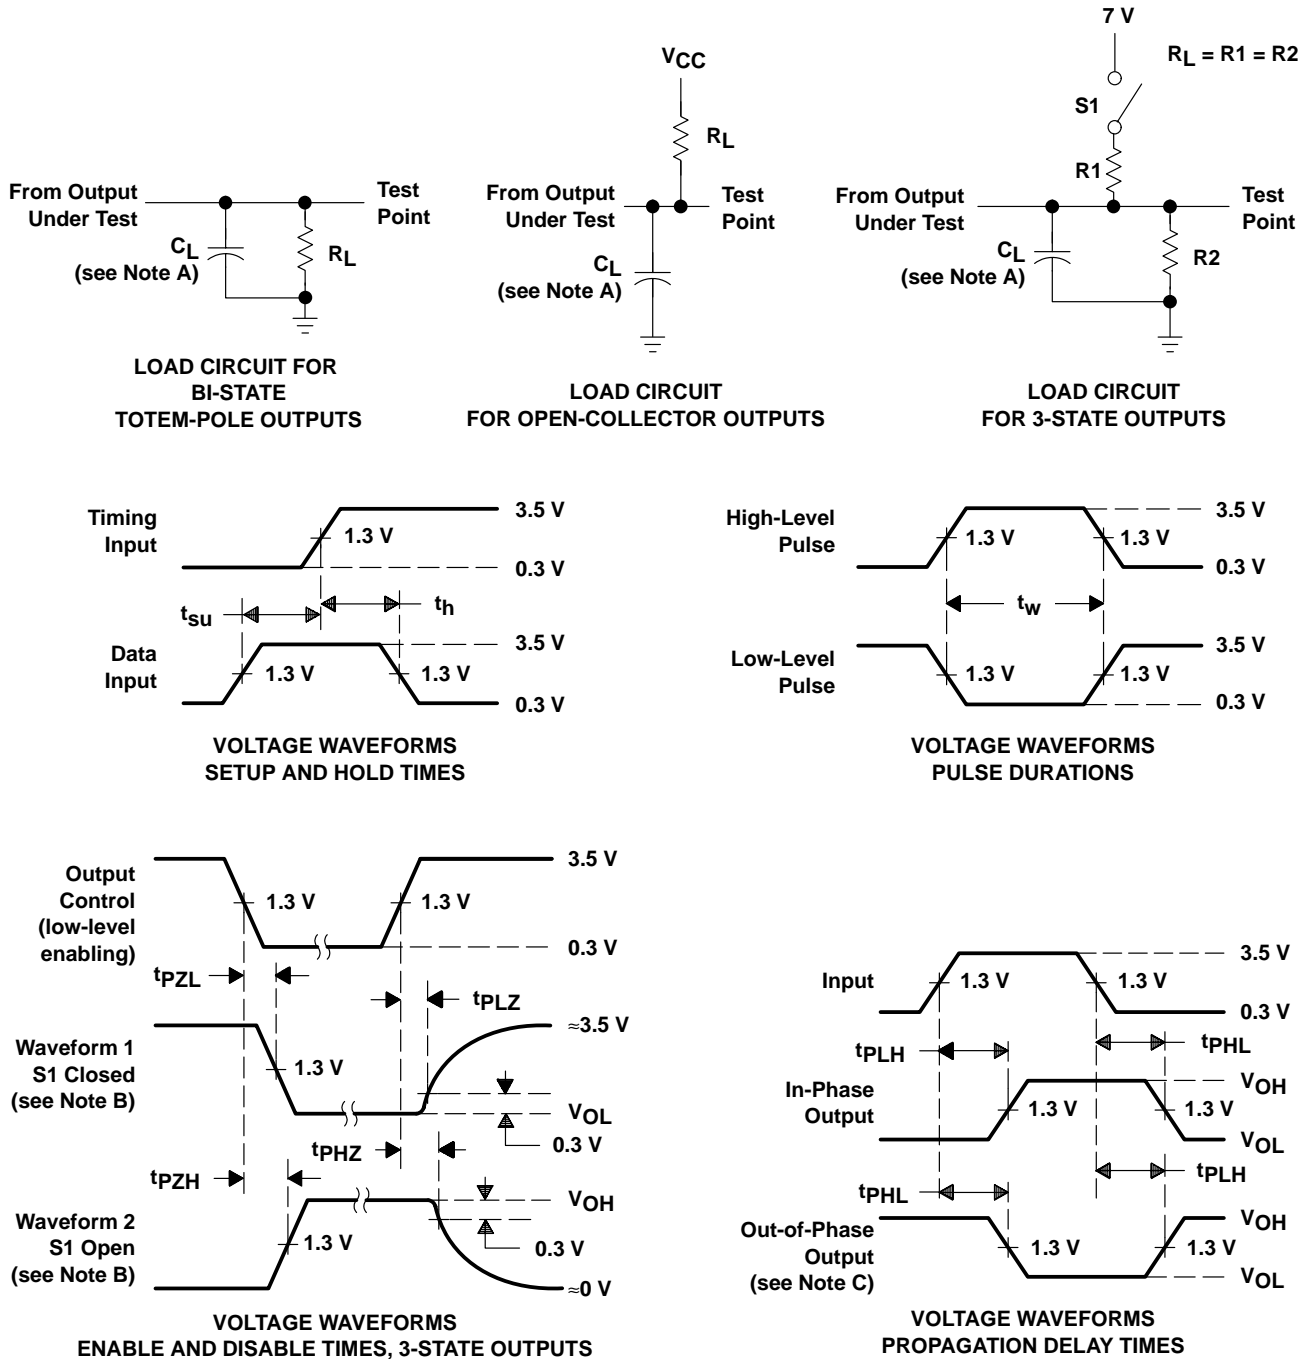 7 V
RL = R1 = R2
S1
R1
From Output
Under Test
Test
Point
CL
(see Note A)
R2
LOAD CIRCUIT
FOR 3-STATE OUTPUTS
VCC
RL
From Output
Under Test
Test
Point
CL
(see Note A)
LOAD CIRCUIT
FOR OPEN-COLLECTOR OUTPUTS
From Output
Under Test
Test
Point
CL
(see Note A)
RL
LOAD CIRCUIT FOR
BI-STATE
TOTEM-POLE OUTPUTS
Timing
Input
3.5 V
1.3 V
0.3 V
tsu
th
Data
Input
3.5 V
1.3 V
1.3 V
0.3 V
VOLTAGE WAVEFORMS
SETUP AND HOLD TIMES
High-Level
Pulse
3.5 V
1.3 V
1.3 V
0.3 V
tw
Low-Level
Pulse
3.5 V
1.3 V
1.3 V
0.3 V
VOLTAGE WAVEFORMS
PULSE DURATIONS
Output
Control
(low-level
enabling)
3.5 V
1.3 V
1.3 V
0.3 V
tPZL
tPLZ
Waveform 1
S1 Closed
(see Note B)
≈3.5 V
1.3 V
VOL
0.3 V
tPHZ
tPZH
Waveform 2
S1 Open
(see Note B)
VOH
1.3 V
0.3 V
≈0 V
VOLTAGE WAVEFORMS
ENABLE AND DISABLE TIMES, 3-STATE OUTPUTS
Input
3.5 V
1.3 V
1.3 V
0.3 V
tPLH
tPHL
In-Phase
Output
VOH
1.3 V
1.3 V
VOL
tPHL
tPLH
Out-of-Phase
Output
(see Note C)
VOH
1.3 V
1.3 V
VOL
VOLTAGE WAVEFORMS
PROPAGATION DELAY TIMES